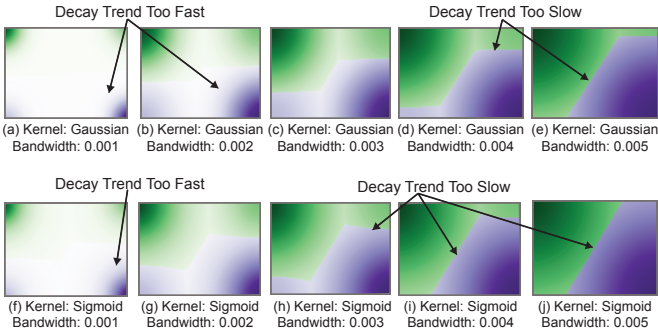 Decay Trend Too Fast
Decay Trend Too Slow
(a) Kernel: Gaussian
Bandwidth: 0.001
(b) Kernel: Gaussian
Bandwidth: 0.002
(c) Kernel: Gaussian
Bandwidth: 0.003
(d) Kernel: Gaussian
Bandwidth: 0.004
(e) Kernel: Gaussian
Bandwidth: 0.005
Decay Trend Too Fast
Decay Trend Too Slow
(f) Kernel: Sigmoid
Bandwidth: 0.001
(g) Kernel: Sigmoid
Bandwidth: 0.002
(h) Kernel: Sigmoid
Bandwidth: 0.003
(i) Kernel: Sigmoid
Bandwidth: 0.004
(j) Kernel: Sigmoid
Bandwidth: 0.005